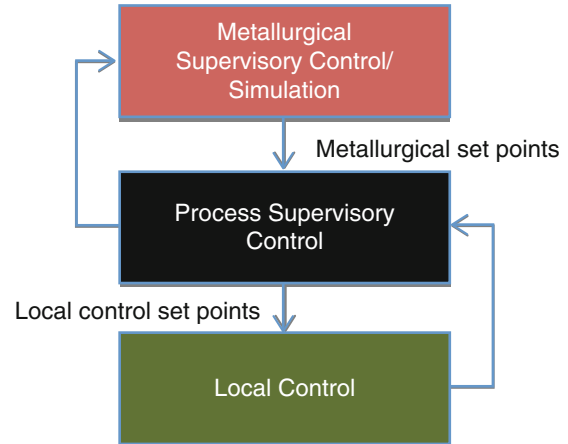 Metallurgical
Supervisory Control/
Simulation
Metallurgical set points
Process Supervisory
Control
Local control set points
Local Control